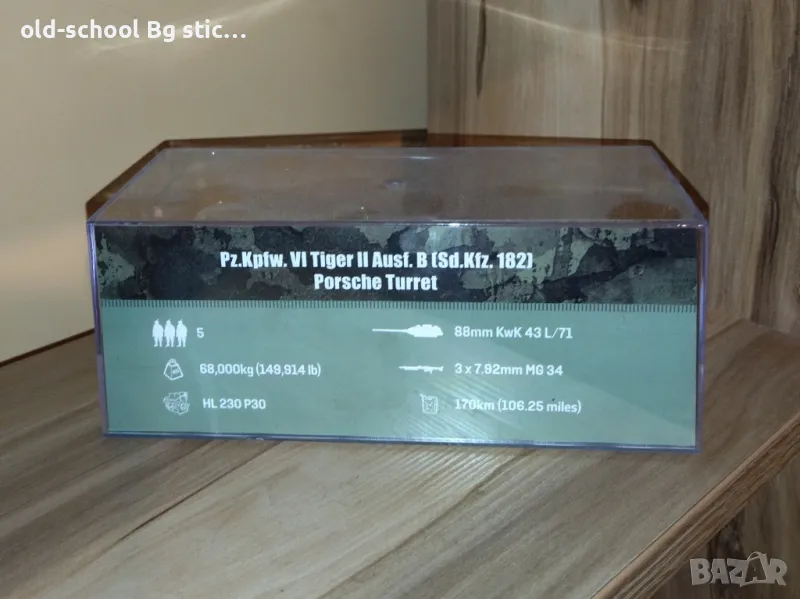 old-school Bg stic...
Pz.Kpfw. VI Tiger II Ausf. B (Sd.Kfz. 182)
Porsche Turret
5
88mm KwK 43 L/71
68,000kg (149,914 lb)
3 x 7.92mm MG 34
HL 230 P30
170km (106.25 miles)
BAZAR